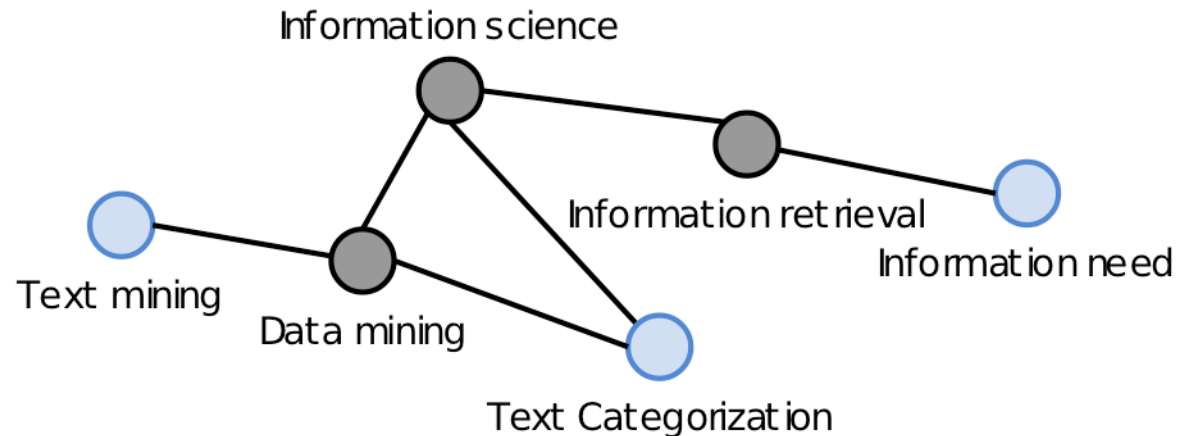 Information science
Information retrieval
Information need
Text mining
Data mining
Text Categorization